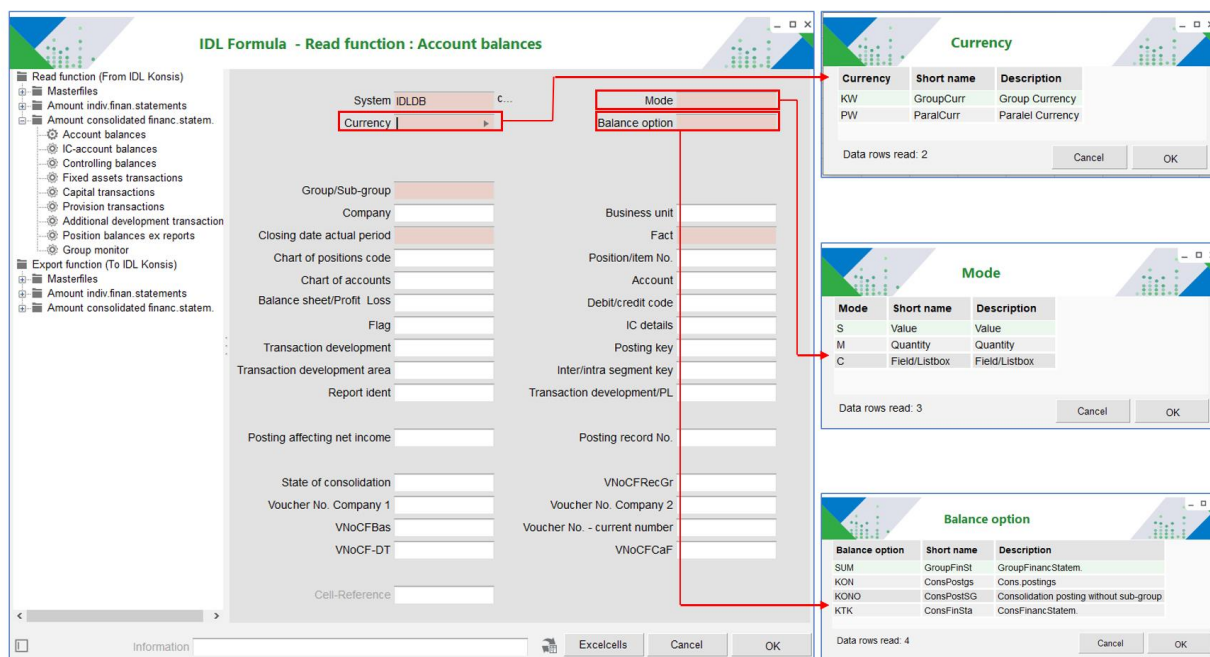 IDL Formula - Read function : Account balances
Read function (From IDL Konsis)
Masterfiles
Amount indiv.finan.statements
Amount consolidated financ.statem.
Account balances
IC-account balances
Controlling balances
Fixed assets transactions
Capital transactions
Provision transactions
Additional development transaction
Position balances ex reports
Group monitor
Export function (To IDL Konsis)
Masterfiles
Amount indiv.finan.statements
Amount consolidated financ.statem.
System IDLDB c... Mode
Currency Balance option
Group/Sub-group
Company Business unit
Closing date actual period Fact
Chart of positions code Position/item No.
Chart of accounts Account
Balance sheet/Profit Loss Debit/credit code
Flag IC details
Transaction development Posting key
Transaction development area Inter/intra segment key
Report ident Transaction development/PL
Posting affecting net income Posting record No.
State of consolidation VNoCFRecGr
Voucher No. Company 1 Voucher No. Company 2
VNoCFBas Voucher No. - current number
VNoCF-DT VNoCFCaF
Cell-Reference
Information Excelcells Cancel OK
Currency
Currency Short name Description
KW GroupCurr Group Currency
PW ParalCurr Paralel Currency
Data rows read: 2 Cancel OK
Mode
Mode Short name Description
S Value Value
M Quantity Quantity
C Field/Listbox Field/Listbox
Data rows read: 3 Cancel OK
Balance option
Balance option Short name Description
SUM GroupFinSt GroupFinancStatem.
KON ConsPostgs Cons.postings
KONO ConsPostSG Consolidation posting without sub-group
KTK ConsFinSta ConsFinancStatem.
Data rows read: 4 Cancel OK